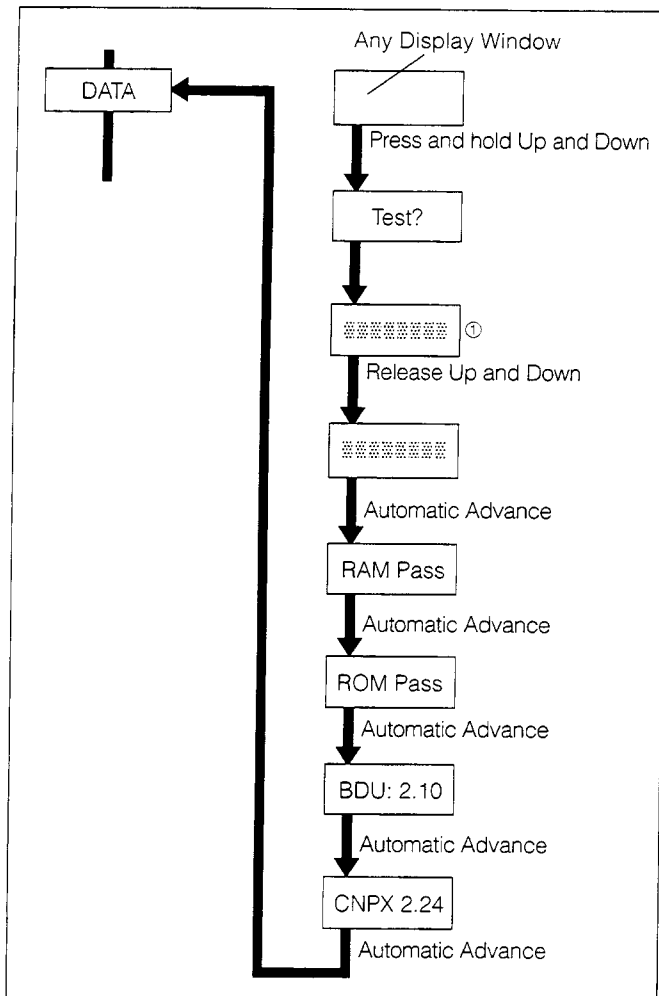 Any Display Window
DATA
Press and hold Up and Down
Test?
①
Release Up and Down
Automatic Advance
RAM Pass
Automatic Advance
ROM Pass
Automatic Advance
BDU: 2.10
Automatic Advance
CNPX 2.24
Automatic Advance